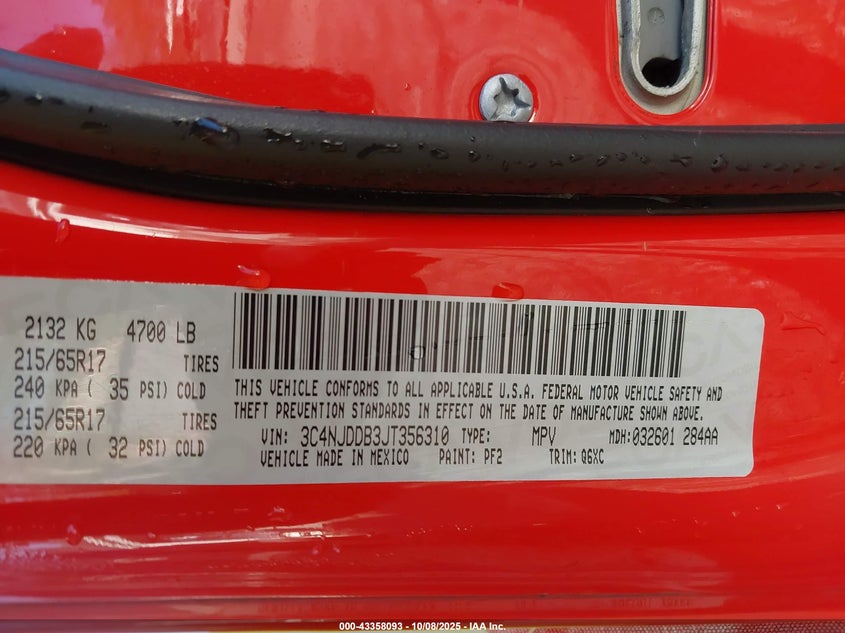 2132 KG 4700 LB
215/65R17 TIRES
240 KPA ( 35 PSI) COLD
215/65R17 TIRES
220 KPA ( 32 PSI) COLD
THIS VEHICLE CONFORMS TO ALL APPLICABLE U.S.A. FEDERAL MOTOR VEHICLE SAFETY AND
THEFT PREVENTION STANDARDS IN EFFECT ON THE DATE OF MANUFACTURE SHOWN ABOVE.
VIN: 3C4NJDDB3JT356310 TYPE: MPV MDH:032601 284AA
VEHICLE MADE IN MEXICO PAINT: PF2 TRIM: Q6XC
000-43358093 - 10/08/2025 - IAA Inc.